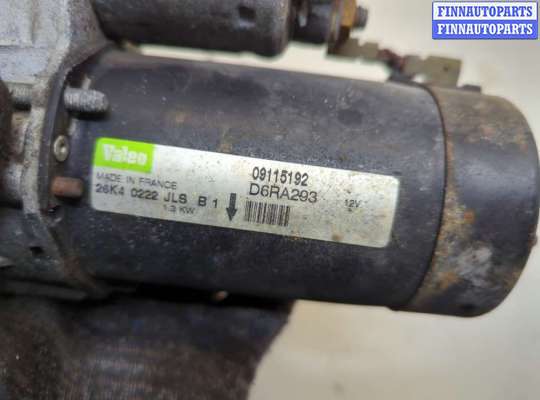 FINNAUTOPARTS
FINNAUTOPARTS
Valeo
09115192
MADE IN FRANCE
D6RA293
12V
26K4 0222 JLS B 1
1.3 KW